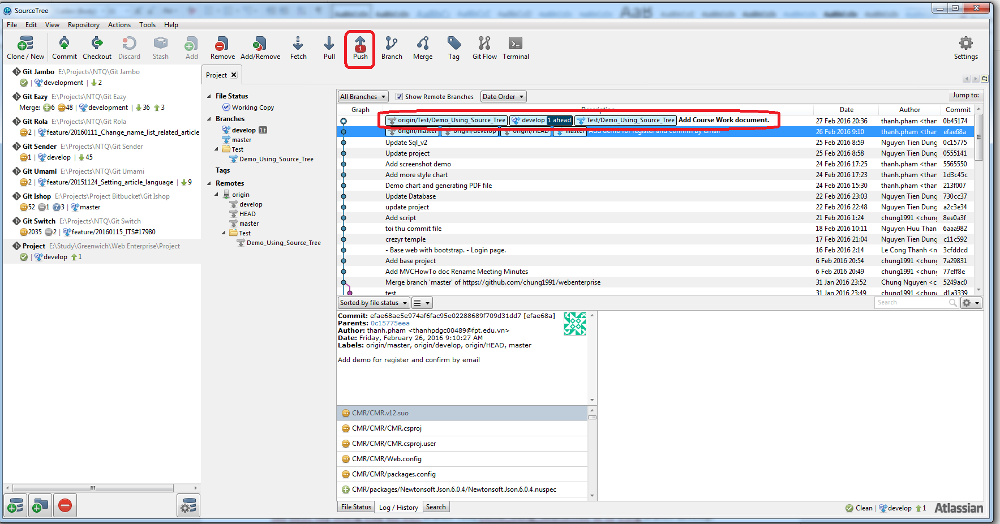 SourceTree
File Edit View Repository Actions Tools Help
Clone / New Commit Checkout Discard Stash Add Remove Add/Remove Fetch Pull 1 Push Branch Merge Tag Git Flow Terminal Settings
Git Jambo E:\Projects\NTQ\Git Jambo
development 2
Git Eazy E:\Projects\NTQ\Git Eazy
Merge: 6 48 development 36 3
Git Rola E:\Projects\NTQ\Git Rola
2 feature/20160111_Change_name_list_related_article
Git Sender E:\Projects\NTQ\Git Sender
1 develop 45
Git Umami E:\Projects\NTQ\Git Umami
2 feature/20151124_Setting_article_language 9
Git Ishop E:\Projects\Project Bitbucket\Git Ishop
52 1 3 master
Git Switch E:\Projects\NTQ\Git Switch
2035 2 feature/20160115_ITS#17980
Project E:\Study\Greenwich\Web Enterprise\Project
develop 1
Project
File Status
Working Copy
Branches
develop 1
master
Test
Demo_Using_Source_Tree
Tags
Remotes
origin
develop
HEAD
master
Test
Demo_Using_Source_Tree
All Branches Show Remote Branches Date Order Jump to:
Graph Description Date Author Commit
origin/Test/Demo_Using_Source_Tree develop 1 ahead Test/Demo_Using_Source_Tree Add Course Work document. 27 Feb 2016 20:36 thanh.pham <than 0b45174
origin/master origin/develop origin/HEAD master Add demo for register and confirm by email 26 Feb 2016 9:10 thanh.pham <than efae68a
Update Sql_v2 25 Feb 2016 8:59 Nguyen Tien Dung 0c15775
Update project 25 Feb 2016 8:58 Nguyen Tien Dung 0555141
Add screenshot demo 24 Feb 2016 17:25 thanh.pham <than 5565550
Add more style chart 24 Feb 2016 17:23 thanh.pham <than 1d3c45c
Demo chart and generating PDF file 24 Feb 2016 15:30 thanh.pham <than 213f007
Update Database 22 Feb 2016 23:03 Nguyen Tien Dung 730cc37
update project 22 Feb 2016 22:48 Nguyen Tien Dung a2c3e34
Add script 21 Feb 2016 1:24 chung1991 <chung 8ee0a3f
toi thu commit file 18 Feb 2016 10:11 Nguyen Huu Than 6aaa982
crezyr temple 17 Feb 2016 21:04 Nguyen Tien Dung c11c592
- Base web with bootstrap. - Login page. 16 Feb 2016 2:14 Le Cong Thanh <n 3cfddcd
Add base project 6 Feb 2016 20:54 chung1991 <chung 7a29831
Add MVCHowTo doc Rename Meeting Minutes 6 Feb 2016 20:49 chung1991 <chung 77eff8e
Merge branch 'master' of https://github.com/chung1991/webenterprise 31 Jan 2016 23:52 Chung Nguyen <c 5249ac0
test 31 Jan 2016 23:49 chung1991 <chung d1a3339
Sorted by file status Search
Commit: efae68ae5e974af6fac95e02288689f709d31dd7 [efae68a]
Parents: 0c15775eea
Author: thanh.pham <thanhpdgc00489@fpt.edu.vn>
Date: Friday, February 26, 2016 9:10:27 AM
Labels: origin/master, origin/develop, origin/HEAD, master
Add demo for register and confirm by email
CMR/CMR.v12.suo
CMR/CMR/CMR.csproj
CMR/CMR/CMR.csproj.user
CMR/CMR/Web.config
CMR/CMR/packages.config
CMR/packages/Newtonsoft.Json.6.0.4/Newtonsoft.Json.6.0.4.nuspec
File Status Log / History Search
Clean develop 1 Atlassian